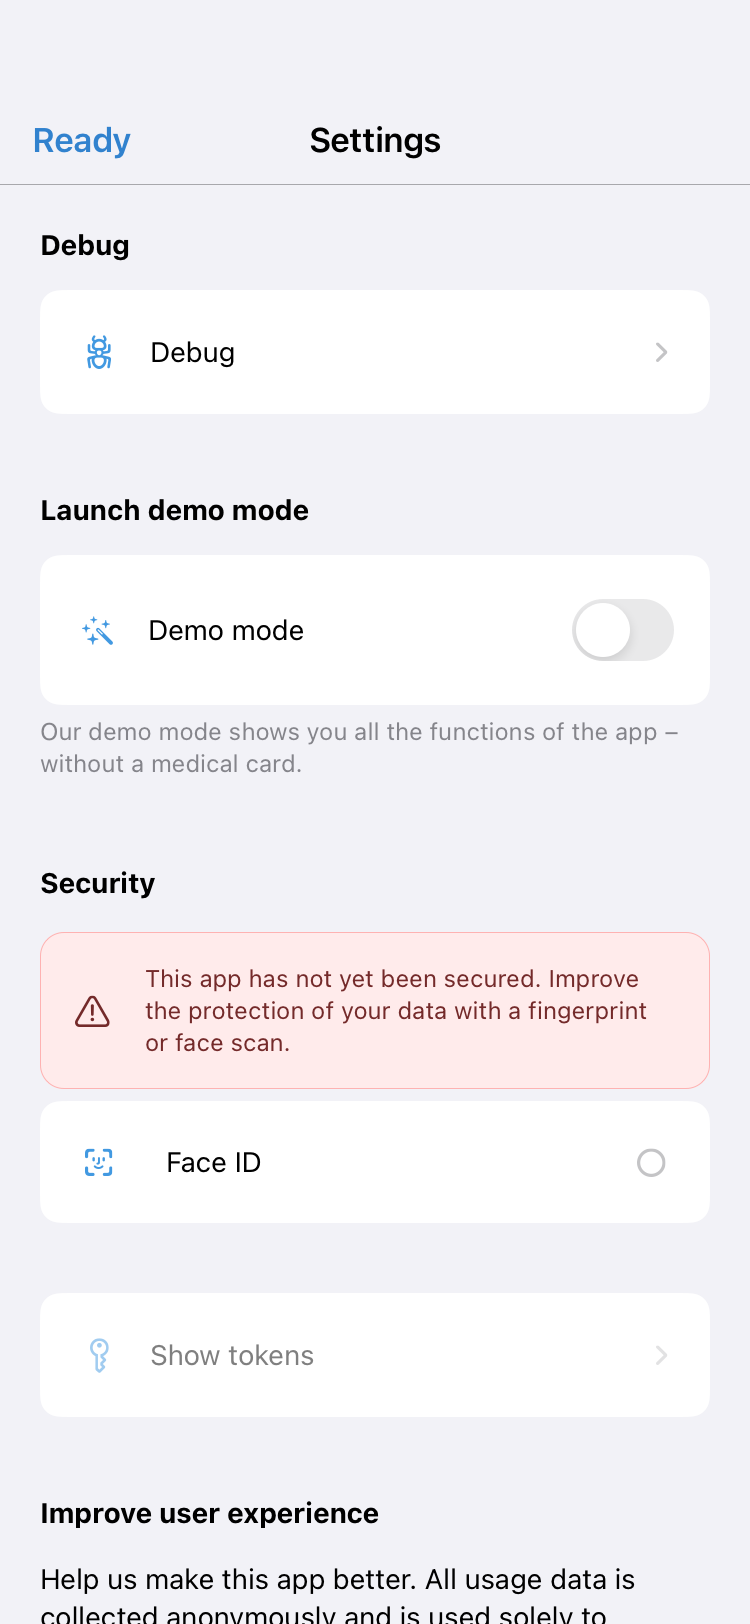 Ready
Settings
Debug
Debug
Launch demo mode
Demo mode
Our demo mode shows you all the functions of the app –
without a medical card.
Security
This app has not yet been secured. Improve
the protection of your data with a fingerprint
or face scan.
Face ID
Show tokens
Improve user experience
Help us make this app better. All usage data is
collected anonymously and is used solely to